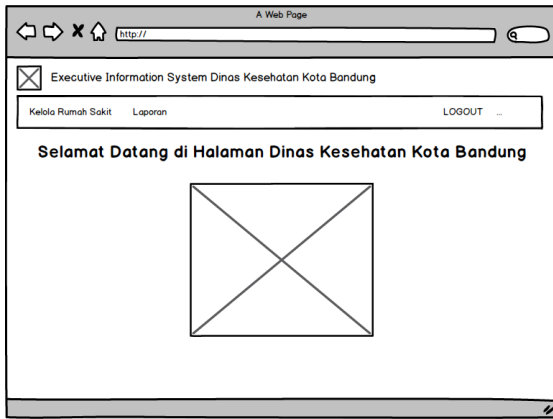 A Web Page
http://
Executive Information System Dinas Kesehatan Kota Bandung
Kelola Rumah Sakit Laporan LOGOUT ...
Selamat Datang di Halaman Dinas Kesehatan Kota Bandung